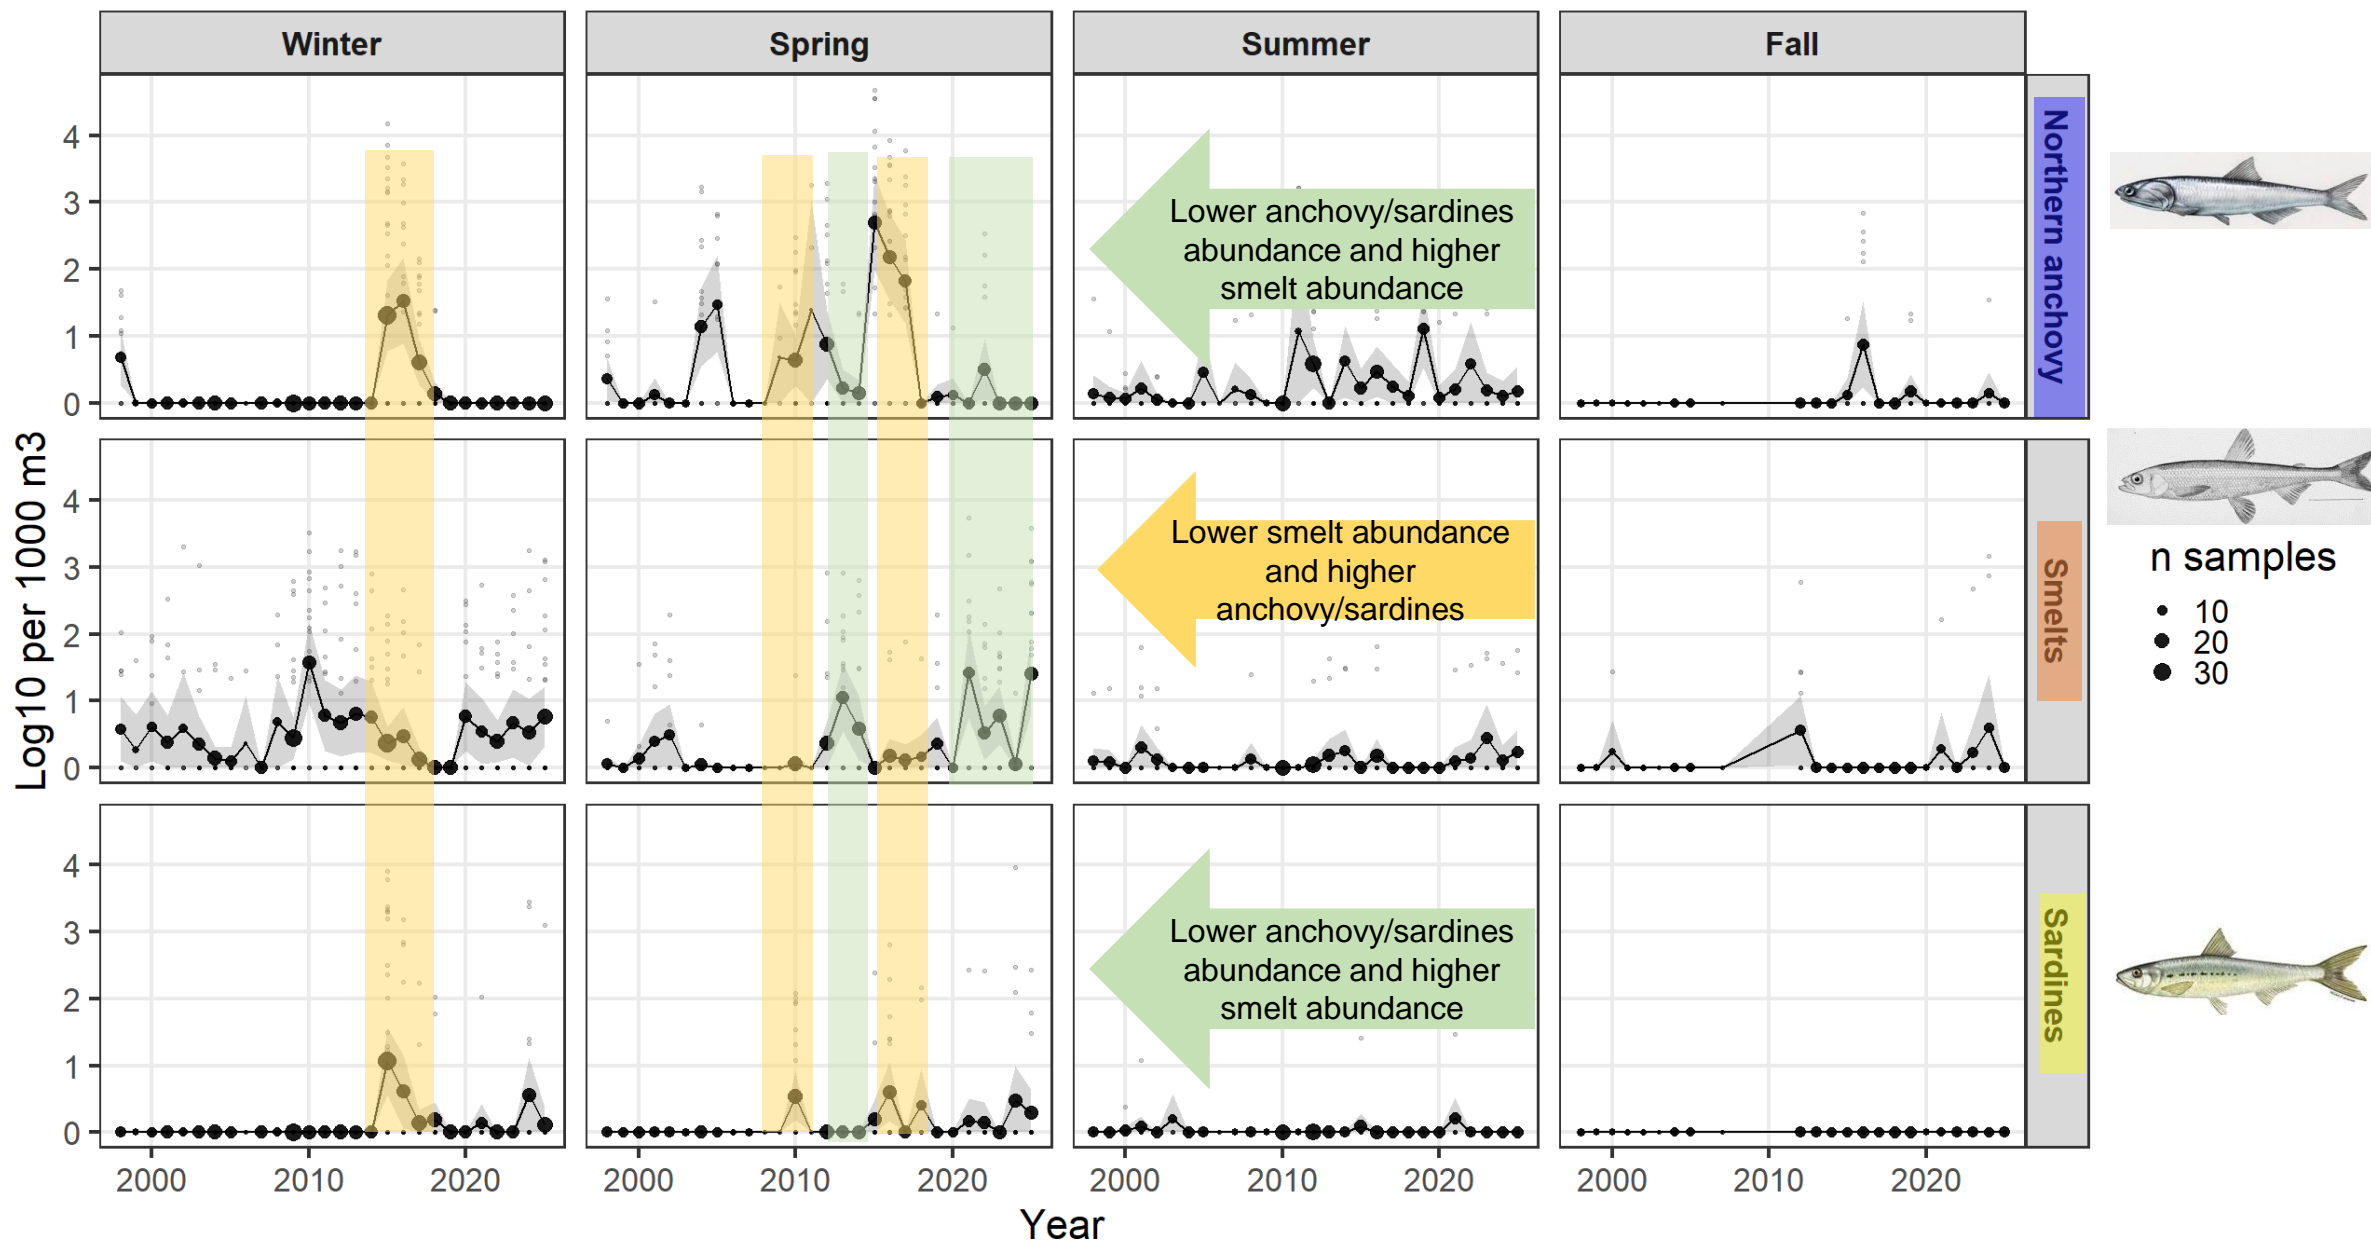 Winter
Spring
Summer
Fall
Log10 per 1000 m3
4
3
2
1
0
Lower anchovy/sardines
abundance and higher
smelt abundance
Northern anchovy
4
3
2
1
0
Lower smelt abundance
and higher
anchovy/sardines
Smelts
n samples
10
20
30
4
3
2
1
0
Lower anchovy/sardines
abundance and higher
smelt abundance
Sardines
2000 2010 2020
2000 2010 2020
2000 2010 2020
2000 2010 2020
Year